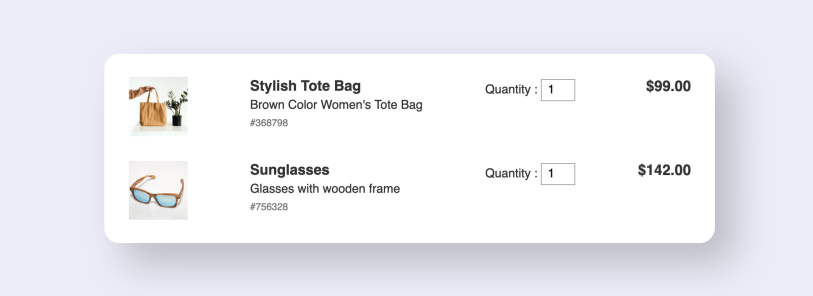 Stylish Tote Bag
Brown Color Women's Tote Bag
#368798
Quantity : 1
$99.00
Sunglasses
Glasses with wooden frame
#756328
Quantity : 1
$142.00